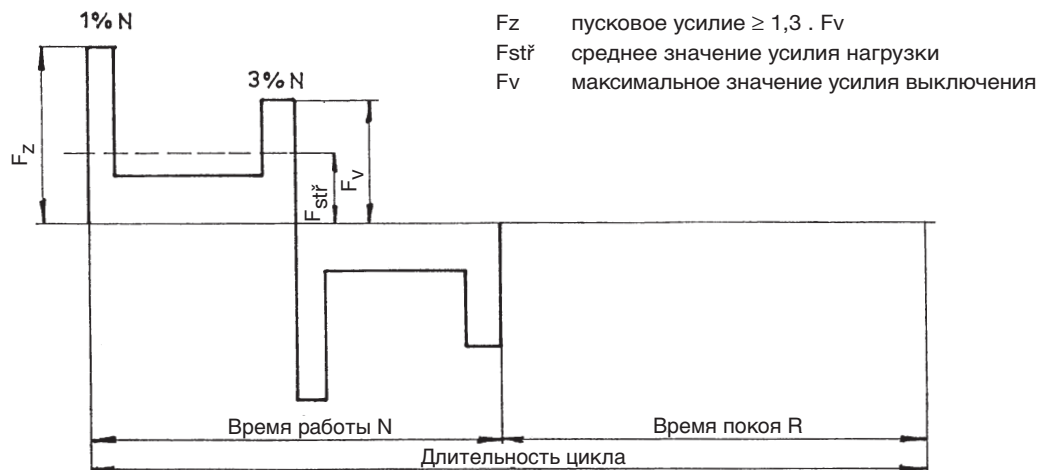 1% N
Fz пусковое усилие ≥ 1,3 . Fv
Fstř среднее значение усилия нагрузки
Fv максимальное значение усилия выключения
3% N
Fz
Fstř
Fv
Время работы N
Время покоя R
Длительность цикла